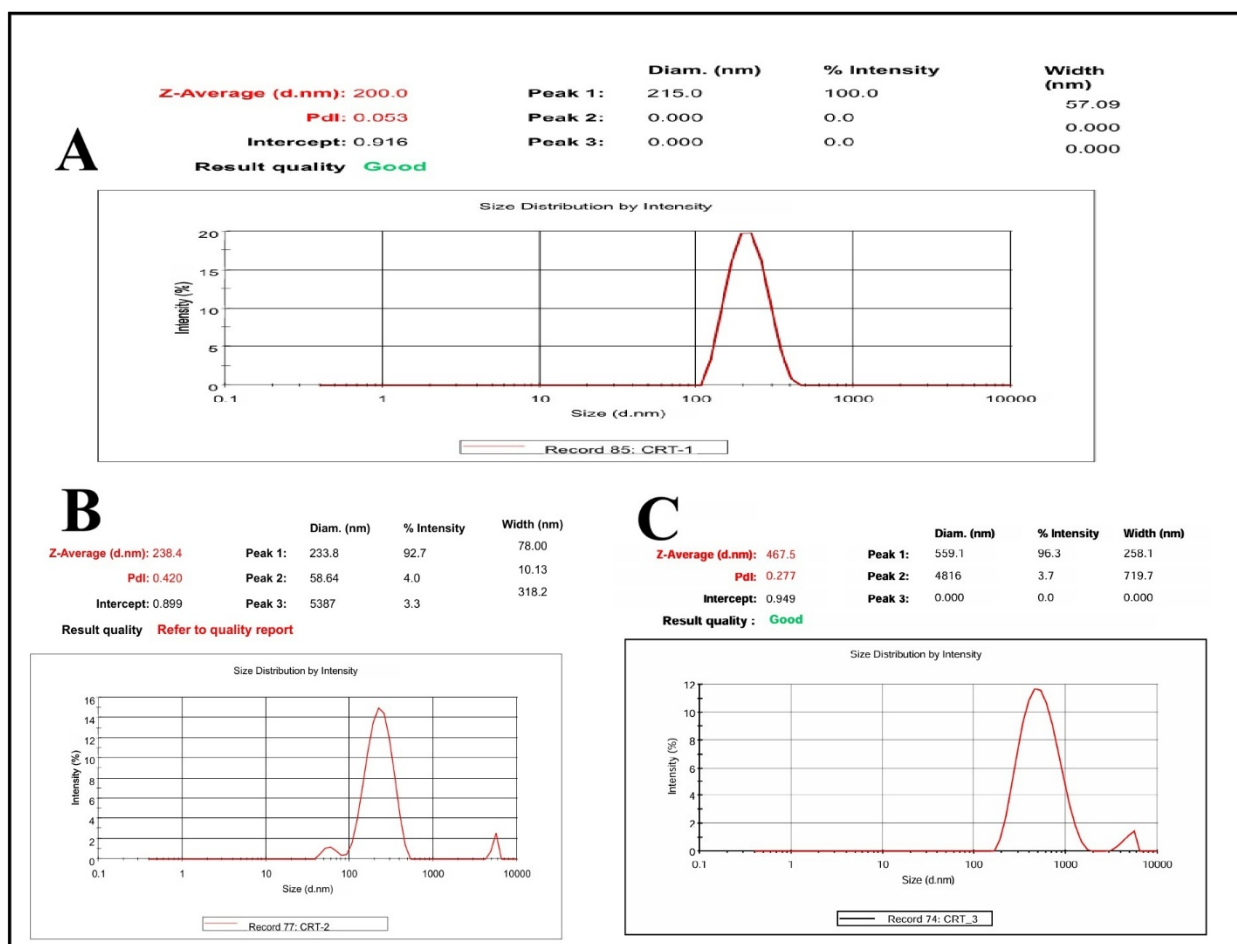 Diam. (nm) % Intensity Width (nm)
Z-Average (d.nm): 200.0 Peak 1: 215.0 100.0 57.09
PdI: 0.053 Peak 2: 0.000 0.0 0.000
Intercept: 0.916 Peak 3: 0.000 0.0 0.000
Result quality Good
A
Size Distribution by Intensity
Intensity (%)
20
15
10
5
0
0.1 1 10 100 1000 10000
Size (d.nm)
Record 85: CRT-1
B
Diam. (nm) % Intensity Width (nm)
Z-Average (d.nm): 238.4 Peak 1: 233.8 92.7 78.00
PdI: 0.420 Peak 2: 58.64 4.0 10.13
Intercept: 0.899 Peak 3: 5387 3.3 318.2
Result quality Refer to quality report
Size Distribution by Intensity
Intensity (%)
16
14
12
10
8
6
4
2
0
0.1 1 10 100 1000 10000
Size (d.nm)
Record 77: CRT-2
C
Diam. (nm) % Intensity Width (nm)
Z-Average (d.nm): 467.5 Peak 1: 559.1 96.3 258.1
PdI: 0.277 Peak 2: 4816 3.7 719.7
Intercept: 0.949 Peak 3: 0.000 0.0 0.000
Result quality : Good
Size Distribution by Intensity
Intensity (%)
12
10
8
6
4
2
0
0.1 1 10 100 1000 10000
Size (d.nm)
Record 74: CRT_3